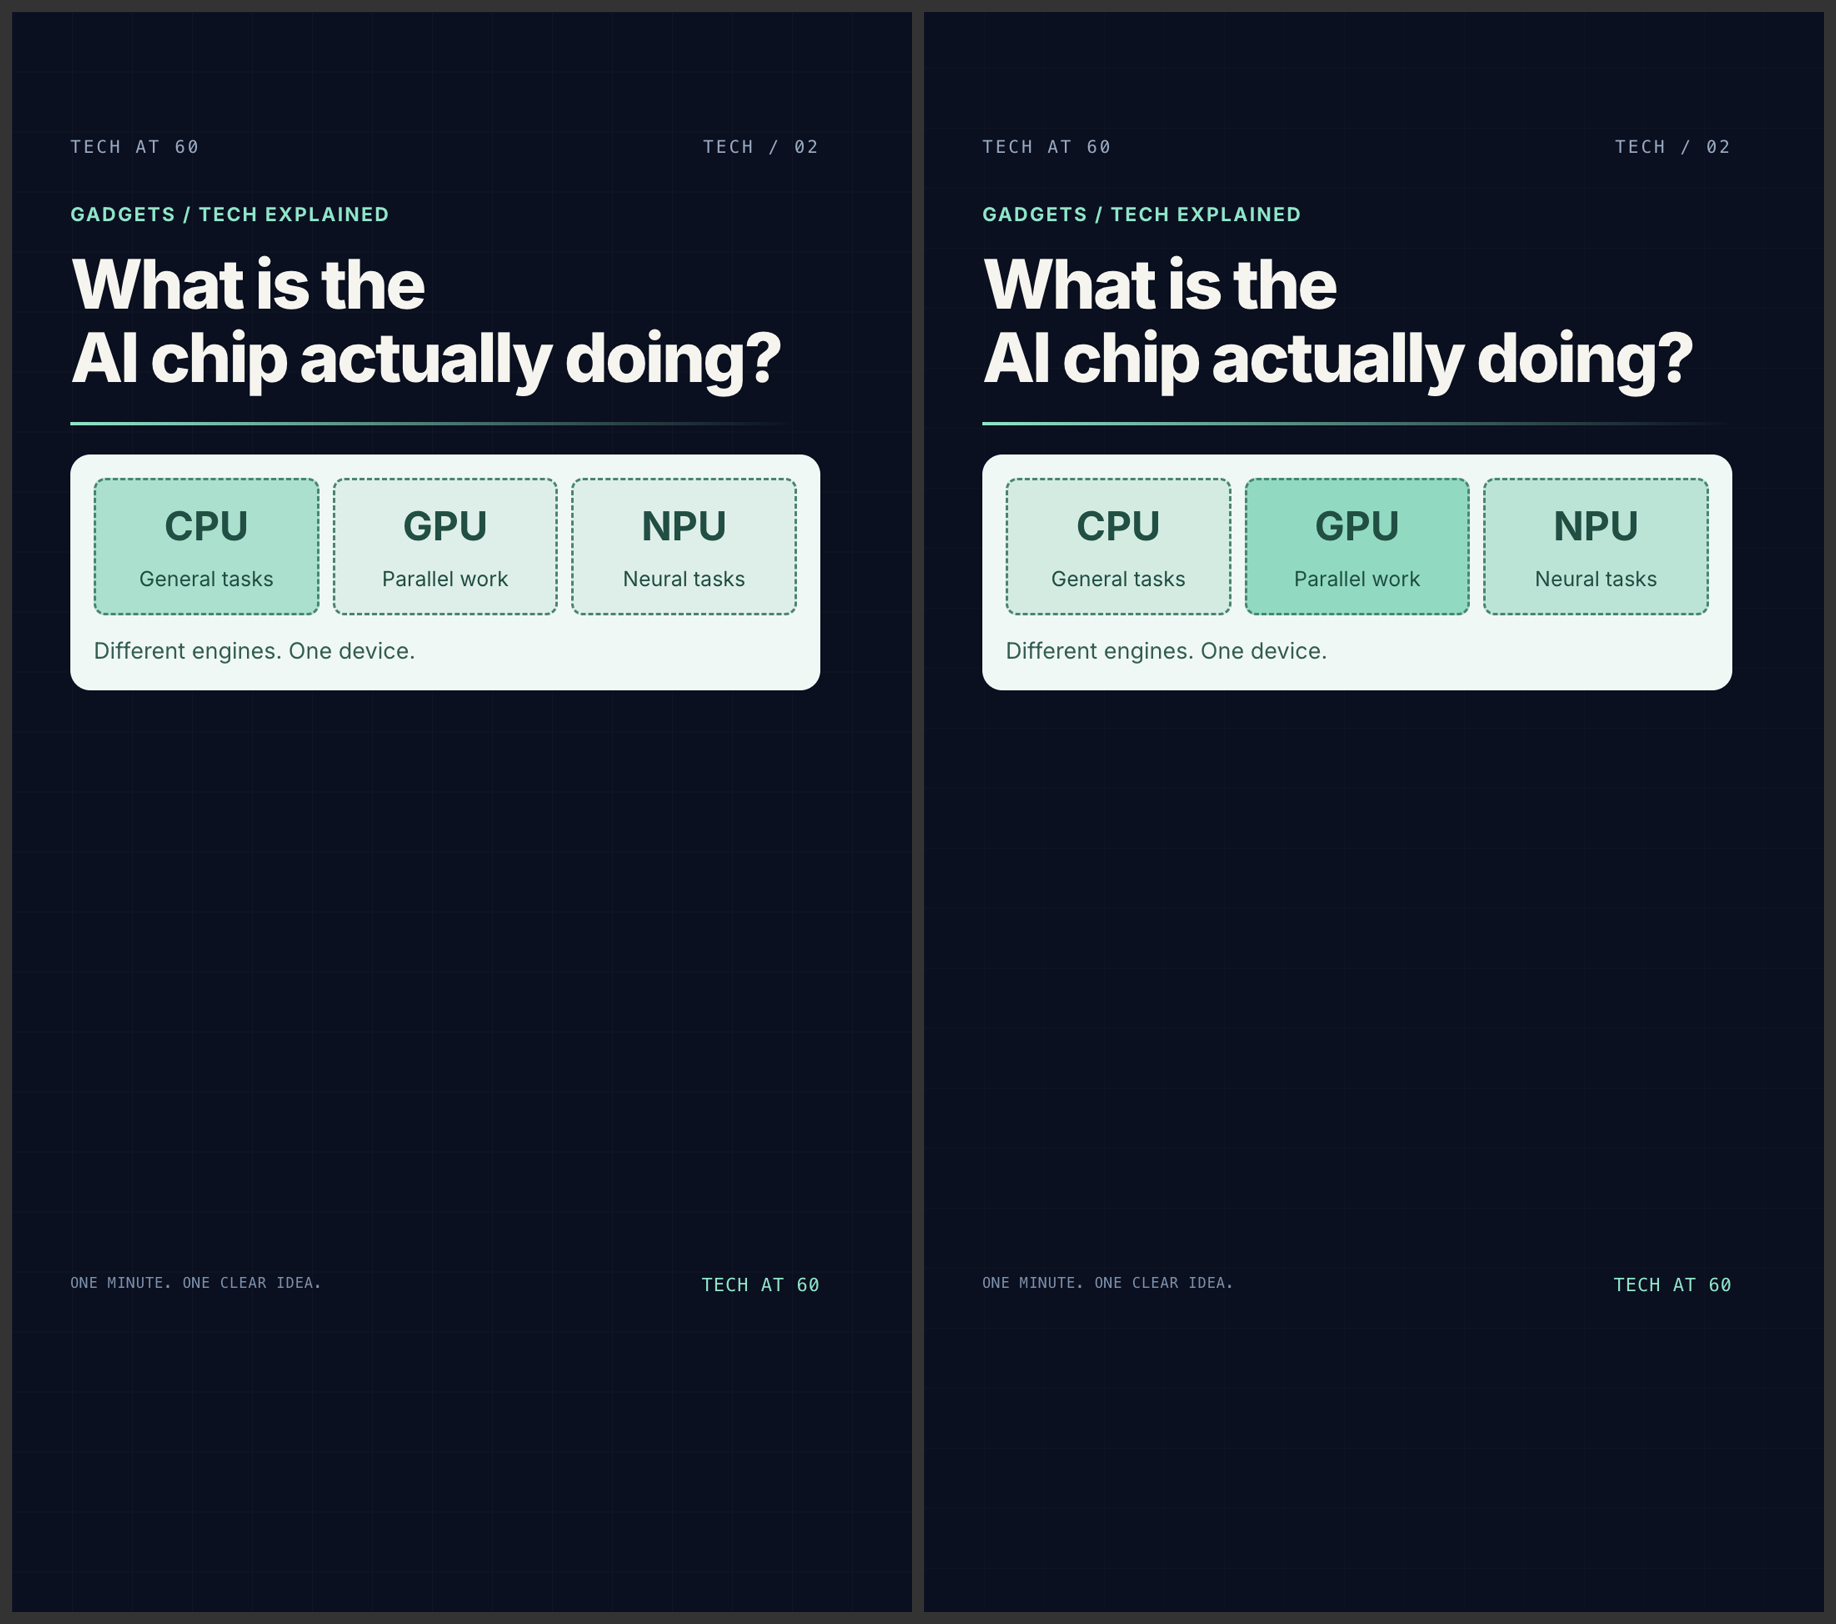 TECH AT 60
TECH / 02
GADGETS / TECH EXPLAINED
What is the
AI chip actually doing?
CPU
General tasks
GPU
Parallel work
NPU
Neural tasks
Different engines. One device.
ONE MINUTE. ONE CLEAR IDEA.
TECH AT 60
TECH AT 60
TECH / 02
GADGETS / TECH EXPLAINED
What is the
AI chip actually doing?
CPU
General tasks
GPU
Parallel work
NPU
Neural tasks
Different engines. One device.
ONE MINUTE. ONE CLEAR IDEA.
TECH AT 60